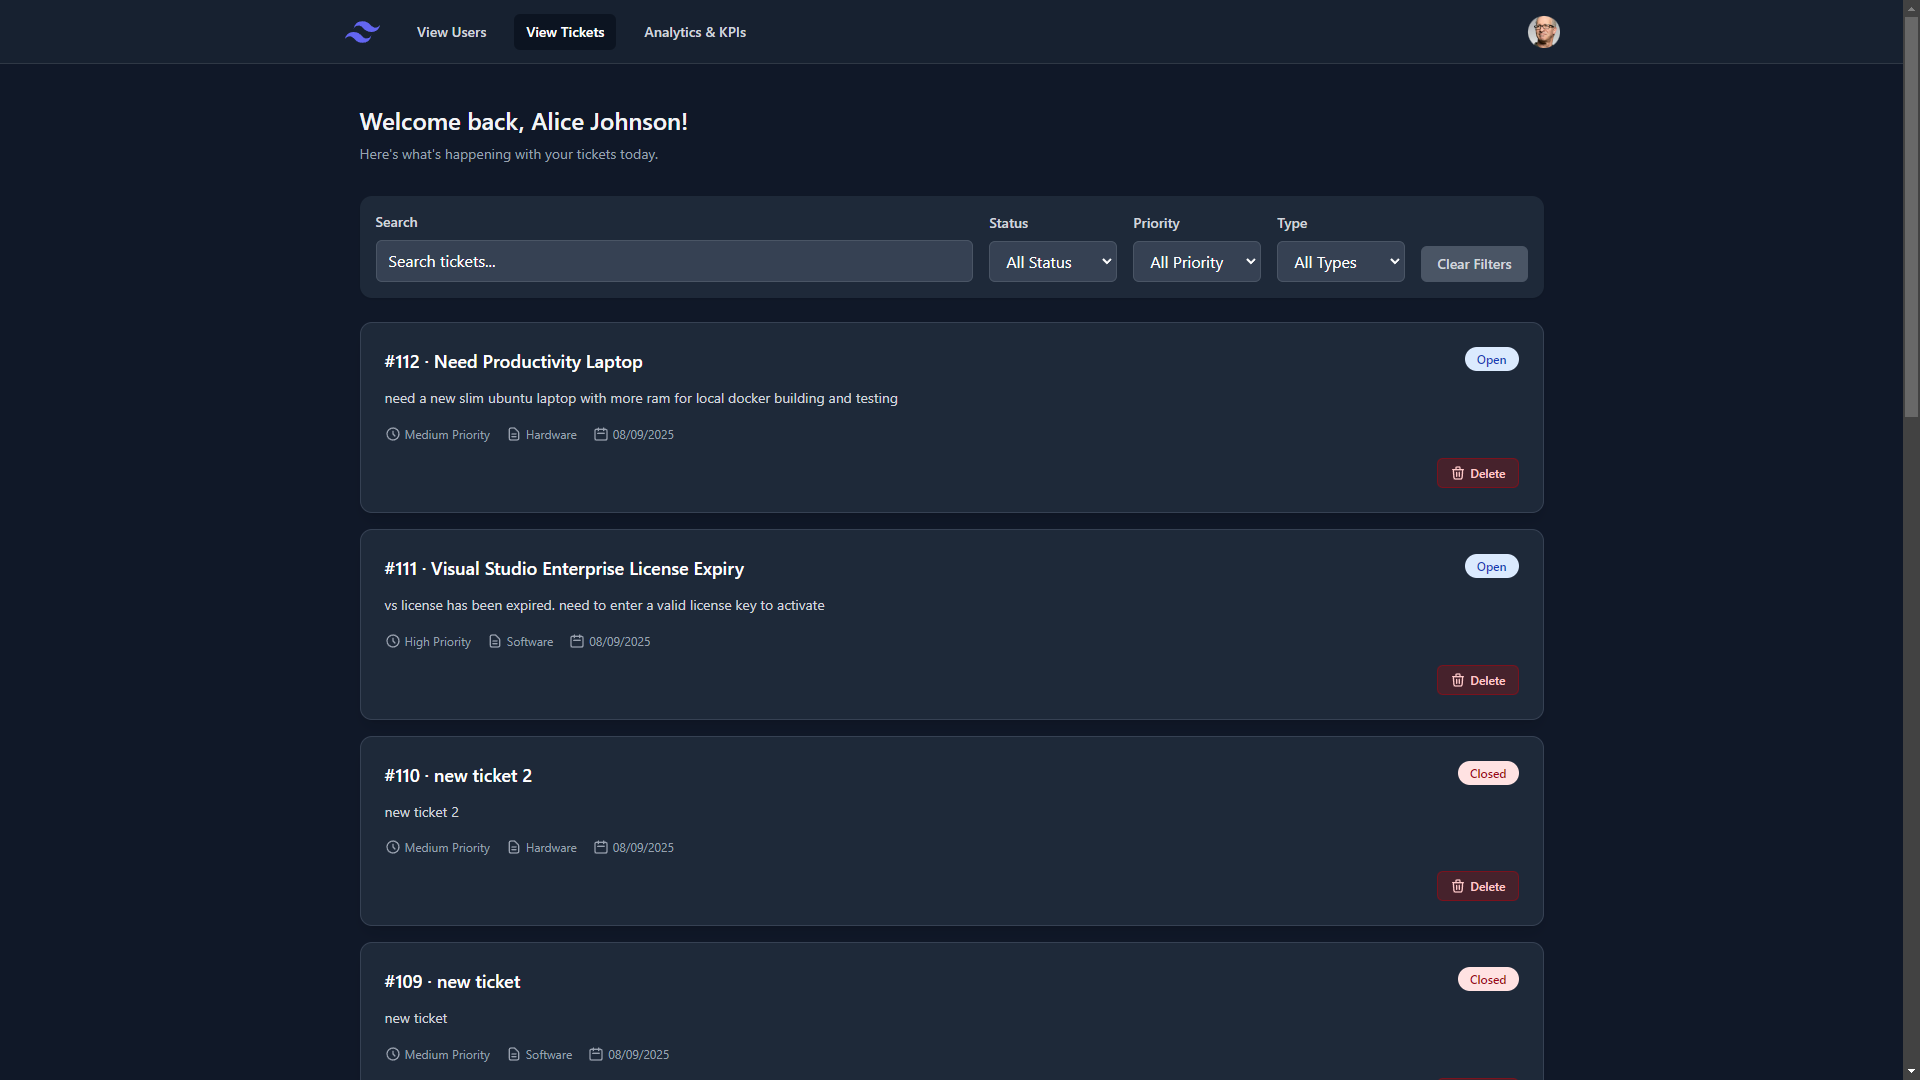 View Users
View Tickets
Analytics & KPIs
Welcome back, Alice Johnson!
Here's what's happening with your tickets today.
Search
Status
Priority
Type
Search tickets...
All Status
All Priority
All Types
Clear Filters
#112 · Need Productivity Laptop
Open
need a new slim ubuntu laptop with more ram for local docker building and testing
Medium Priority
Hardware
08/09/2025
Delete
#111 · Visual Studio Enterprise License Expiry
Open
vs license has been expired. need to enter a valid license key to activate
High Priority
Software
08/09/2025
Delete
#110 · new ticket 2
Closed
new ticket 2
Medium Priority
Hardware
08/09/2025
Delete
#109 · new ticket
Closed
new ticket
Medium Priority
Software
08/09/2025